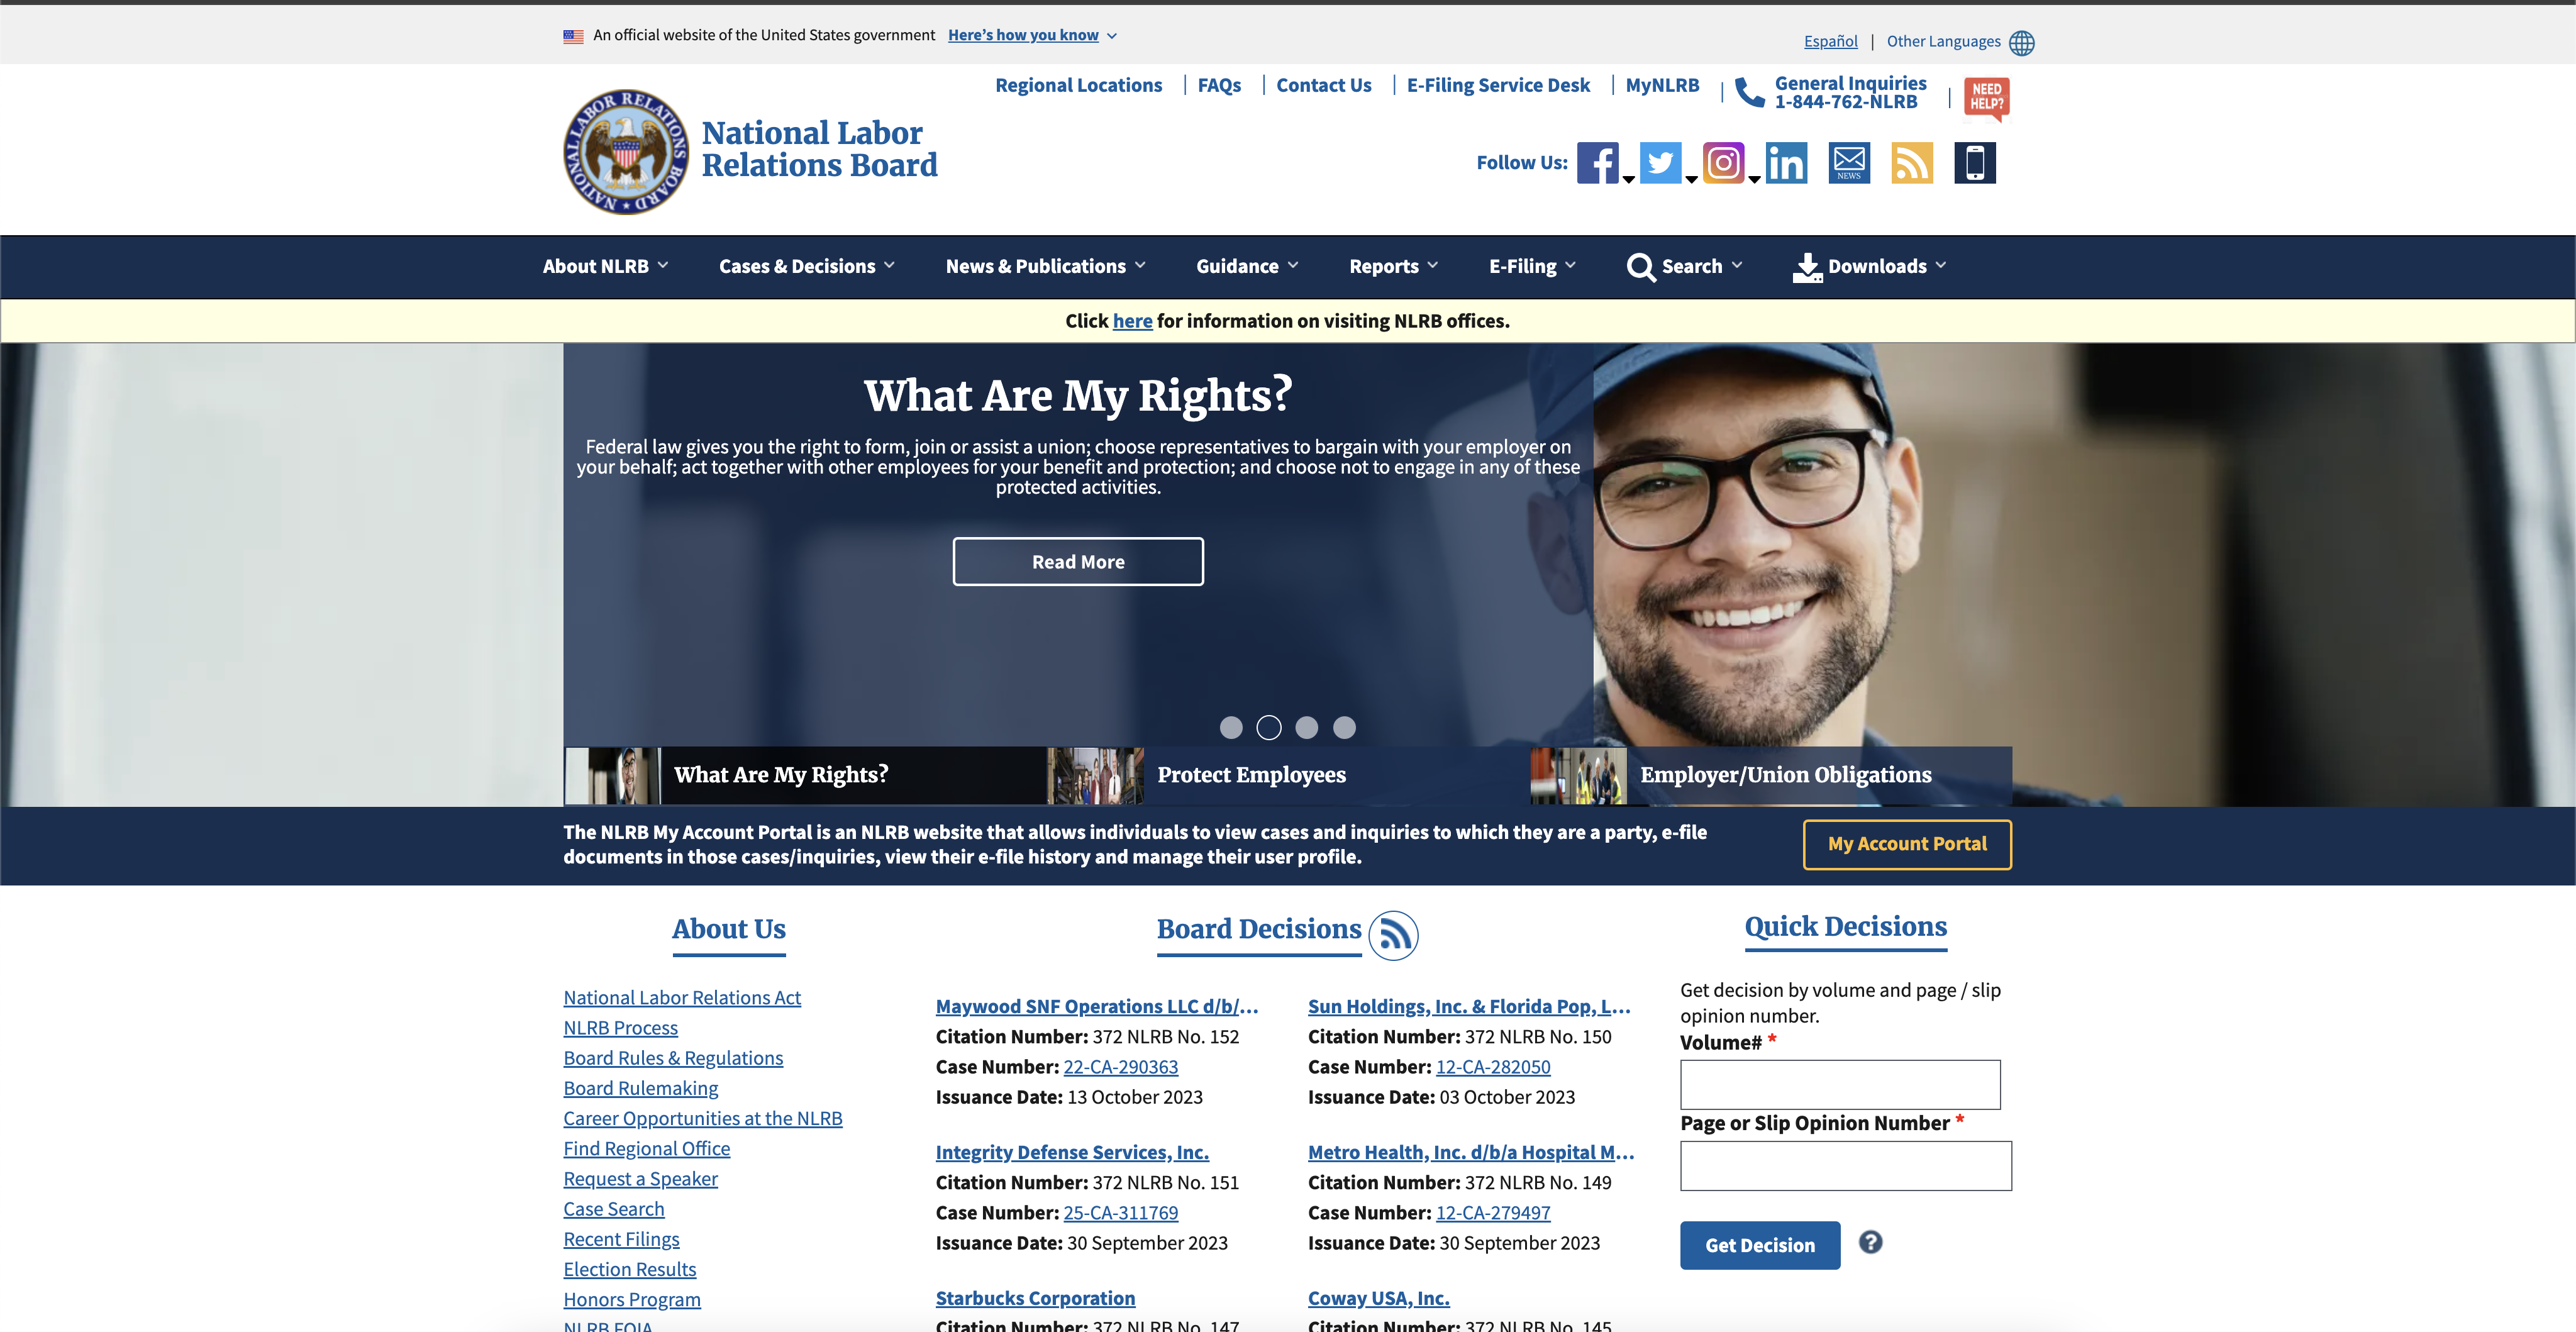 An official website of the United States government Here's how you know
Español | Other Languages
Regional Locations | FAQs | Contact Us | E-Filing Service Desk | MyNLRB | General Inquiries
1-844-762-NLRB
NEED
HELP?
NATIONAL LABOR RELATIONS BOARD
National Labor
Relations Board
Follow Us:
NEWS
About NLRB Cases & Decisions News & Publications Guidance Reports E-Filing Search Downloads
Click here for information on visiting NLRB offices.
What Are My Rights?
Federal law gives you the right to form, join or assist a union; choose representatives to bargain with your employer on
your behalf; act together with other employees for your benefit and protection; and choose not to engage in any of these
protected activities.
Read More
What Are My Rights? Protect Employees Employer/Union Obligations
The NLRB My Account Portal is an NLRB website that allows individuals to view cases and inquiries to which they are a party, e-file
documents in those cases/inquiries, view their e-file history and manage their user profile.
My Account Portal
About Us
National Labor Relations Act
NLRB Process
Board Rules & Regulations
Board Rulemaking
Career Opportunities at the NLRB
Find Regional Office
Request a Speaker
Case Search
Recent Filings
Election Results
Honors Program
NLRB FOIA
Board Decisions
Maywood SNF Operations LLC d/b/...
Citation Number: 372 NLRB No. 152
Case Number: 22-CA-290363
Issuance Date: 13 October 2023
Integrity Defense Services, Inc.
Citation Number: 372 NLRB No. 151
Case Number: 25-CA-311769
Issuance Date: 30 September 2023
Starbucks Corporation
Citation Number: 372 NLRB No. 147
Sun Holdings, Inc. & Florida Pop, L...
Citation Number: 372 NLRB No. 150
Case Number: 12-CA-282050
Issuance Date: 03 October 2023
Metro Health, Inc. d/b/a Hospital M...
Citation Number: 372 NLRB No. 149
Case Number: 12-CA-279497
Issuance Date: 30 September 2023
Coway USA, Inc.
Citation Number: 372 NLRB No. 145
Quick Decisions
Get decision by volume and page / slip
opinion number.
Volume# *
Page or Slip Opinion Number *
Get Decision ?